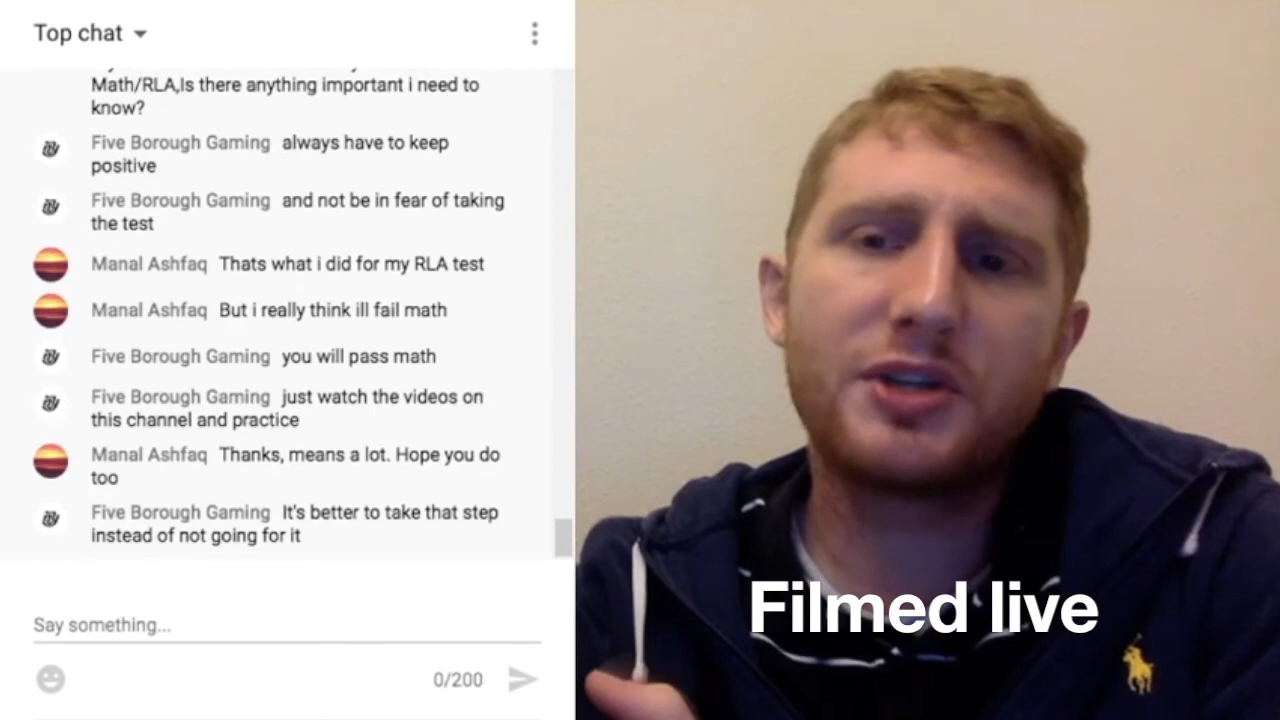 Top chat
Math/RLA,Is there anything important i need to
know?
Five Borough Gaming always have to keep
positive
Five Borough Gaming and not be in fear of taking
the test
Manal Ashfaq Thats what i did for my RLA test
Manal Ashfaq But i really think ill fail math
Five Borough Gaming you will pass math
Five Borough Gaming just watch the videos on
this channel and practice
Manal Ashfaq Thanks, means a lot. Hope you do
too
Five Borough Gaming It's better to take that step
instead of not going for it
Say something...
0/200
Filmed live